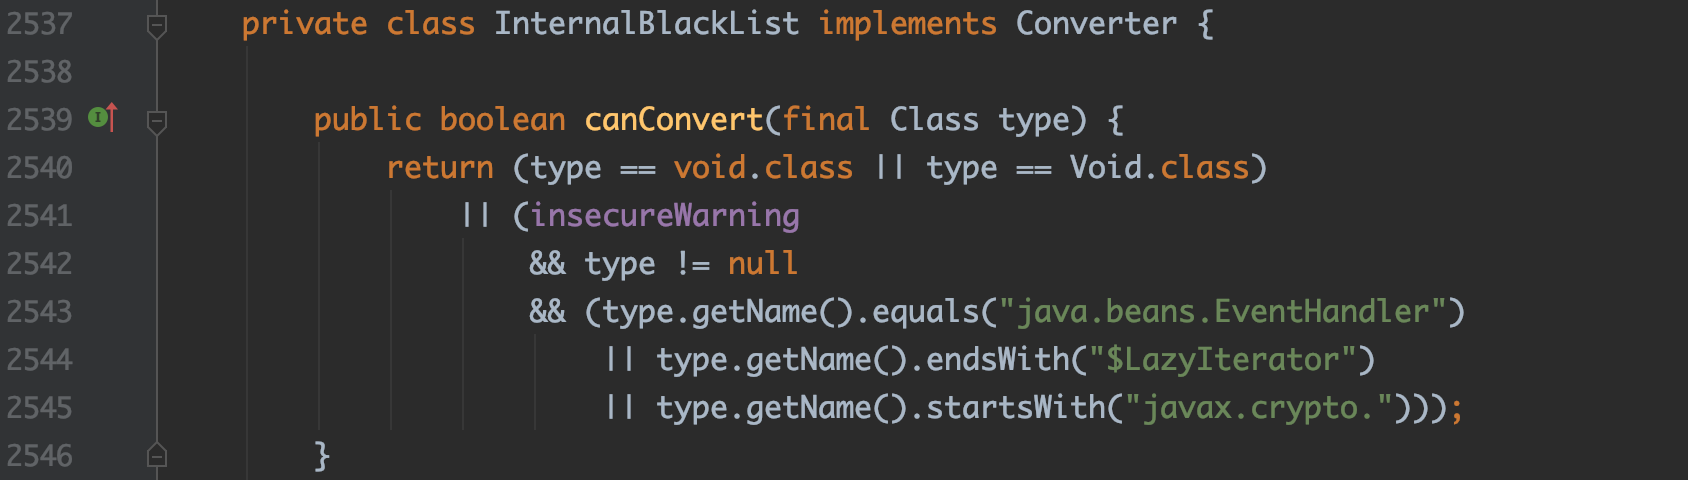 2537 private class InternalBlackList implements Converter {
2538
2539 public boolean canConvert(final Class type) {
2540 return (type == void.class || type == Void.class)
2541 || (insecureWarning
2542 && type != null
2543 && (type.getName().equals("java.beans.EventHandler")
2544 || type.getName().endsWith("$LazyIterator")
2545 || type.getName().startsWith("javax.crypto.")));
2546 }